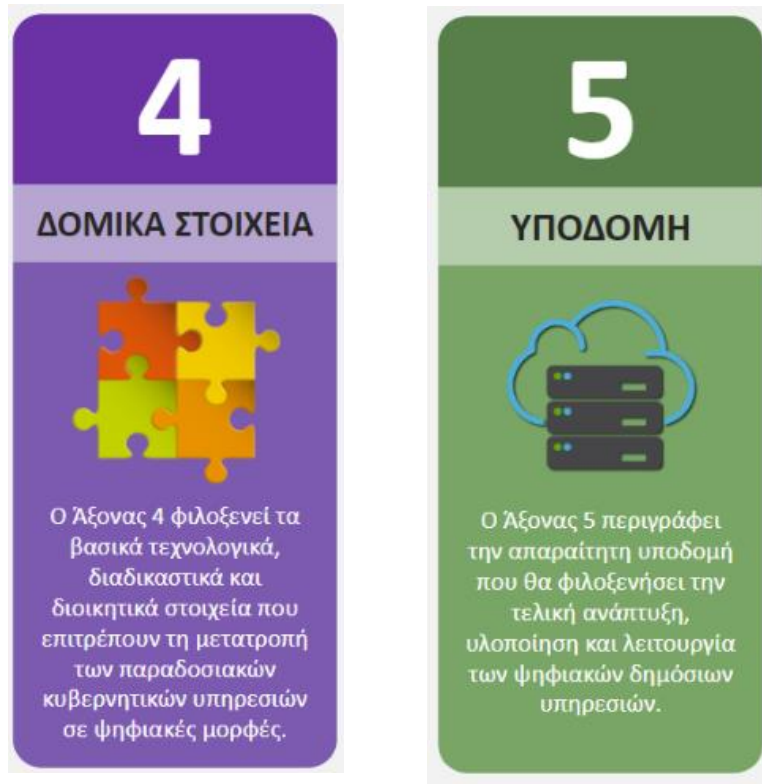 4
ΔΟΜΙΚΑ ΣΤΟΙΧΕΙΑ
Ο Άξονας 4 φιλοξενεί τα
βασικά τεχνολογικά,
διαδικαστικά και
διοικητικά στοιχεία που
επιτρέπουν τη μετατροπή
των παραδοσιακών
κυβερνητικών υπηρεσιών
σε ψηφιακές μορφές.
5
ΥΠΟΔΟΜΗ
Ο Άξονας 5 περιγράφει
την απαραίτητη υποδομή
που θα φιλοξενήσει την
τελική ανάπτυξη,
υλοποίηση και λειτουργία
των ψηφιακών δημόσιων
υπηρεσιών.